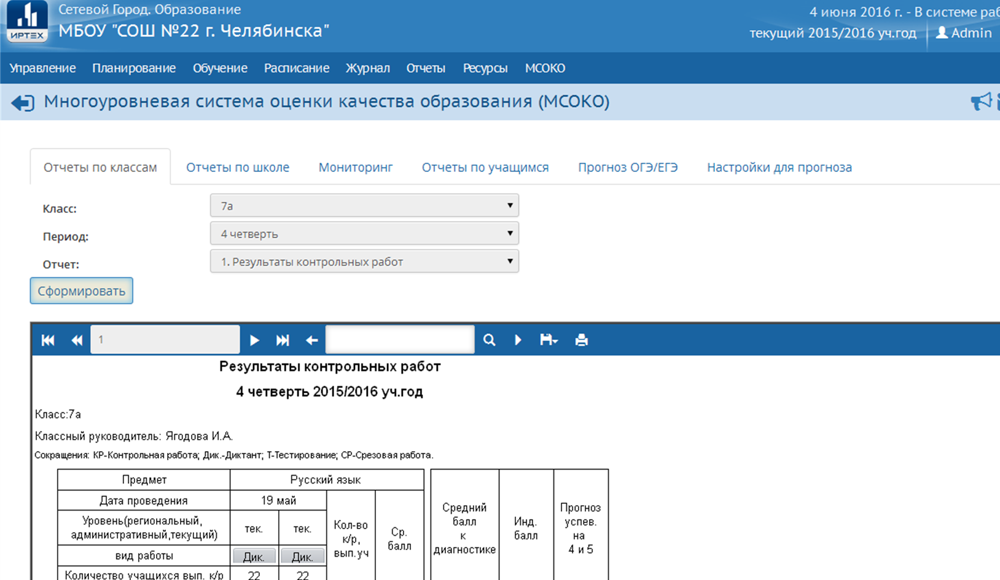 Сетевой Город. Образование
4 июня 2016 г. - В системе
ИРТЕХ
МБОУ "СОШ №22 г. Челябинска"
текущий 2015/2016 уч.год
Admin
Управление Планирование Обучение Расписание Журнал Отчеты Ресурсы МСОКО
Многоуровневая система оценки качества образования (МСОКО)
Отчеты по классам Отчеты по школе Мониторинг Отчеты по учащимся Прогноз ОГЭ/ЕГЭ Настройки для прогноза
Класс: 7а
Период: 4 четверть
Отчет: 1. Результаты контрольных работ
Сформировать
1
Результаты контрольных работ
4 четверть 2015/2016 уч.год
Класс:7а
Классный руководитель: Ягодова И.А.
Сокращения: КР-Контрольная работа; Дик.-Диктант; Т-Тестирование; СР-Срезовая работа.
Предмет Русский язык
Дата проведения 19 май
Уровень(региональный,
административный,текущий)
тек. тек.
Кол-во
к/р,
вып.уч
Ср.
балл
Средний
балл
к
диагностике
Инд.
балл
Прогноз
успев.
на
4 и 5
вид работы Дик. Дик.
Количество учащихся вып. к/р 22 22